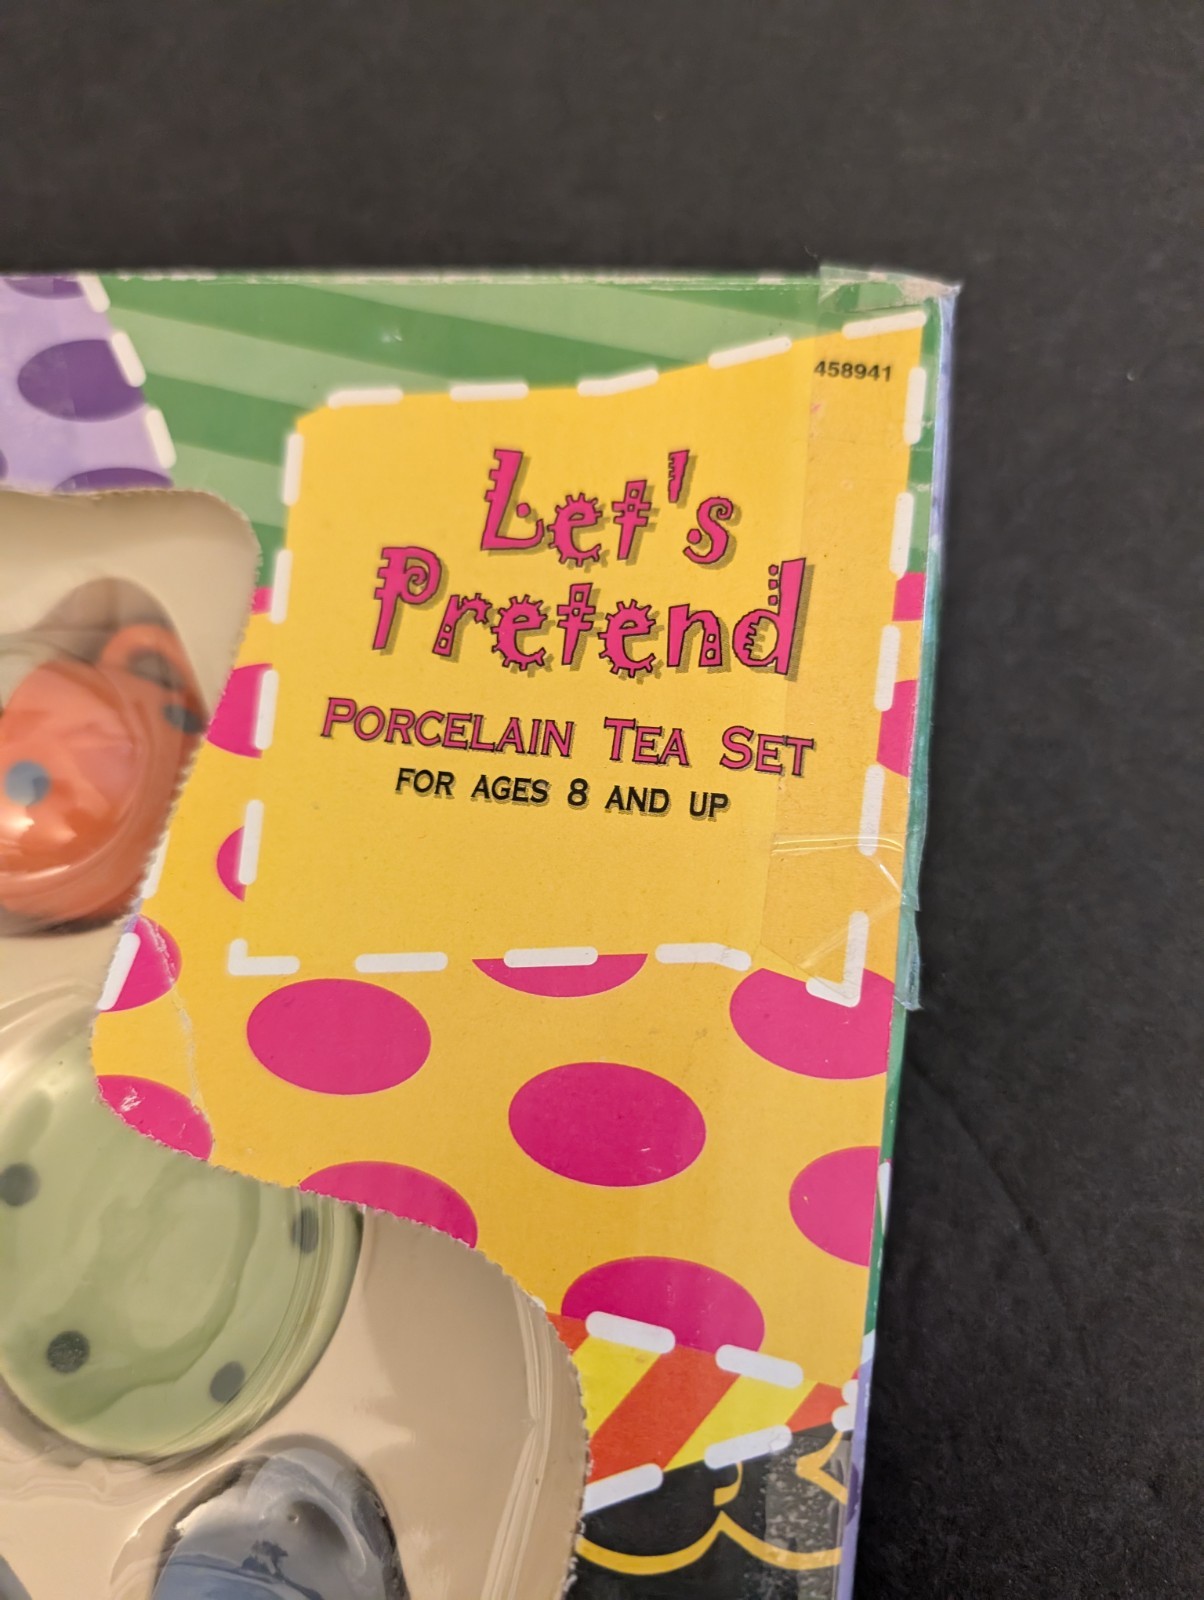 458941
Let's
Pretend
PORCELAIN TEA SET
FOR AGES 8 AND UP